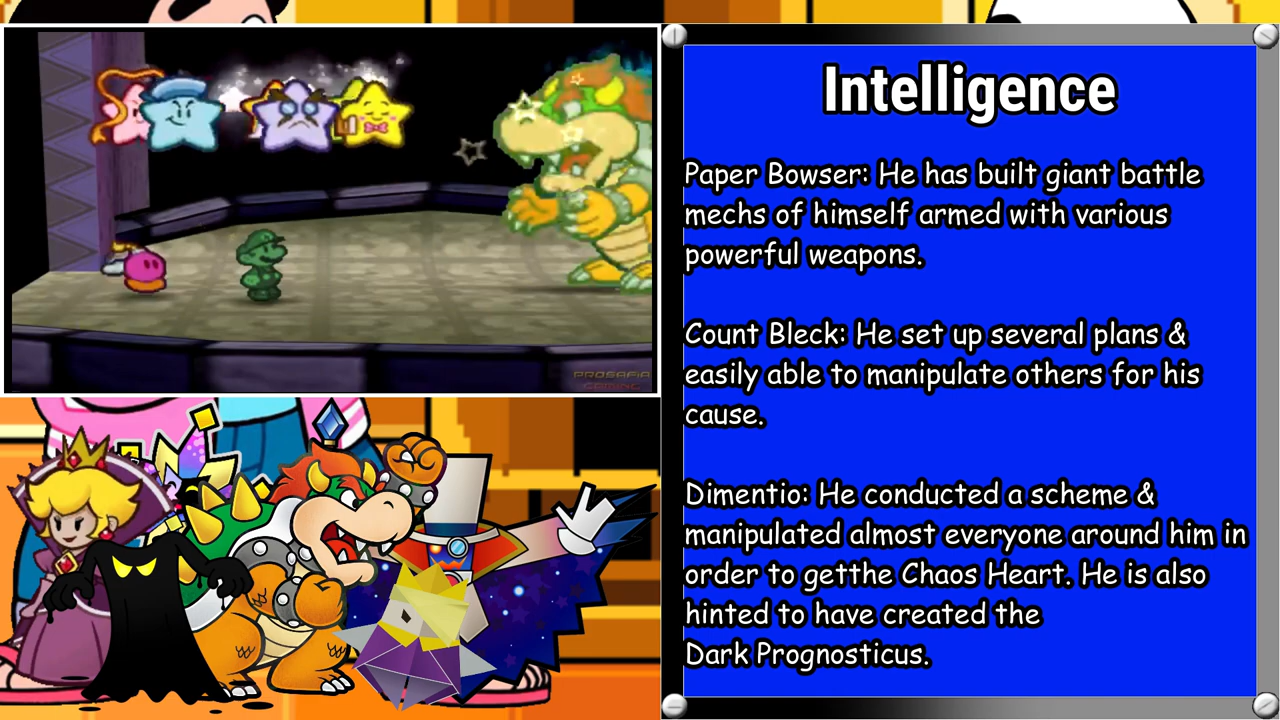 Intelligence
Paper Bowser: He has built giant battle
mechs of himself armed with various
powerful weapons.
Count Bleck: He set up several plans &
easily able to manipulate others for his
cause.
Dimentio: He conducted a scheme &
manipulated almost everyone around him in
order to getthe Chaos Heart. He is also
hinted to have created the
Dark Prognosticus.
PROSAFIA
GAMING